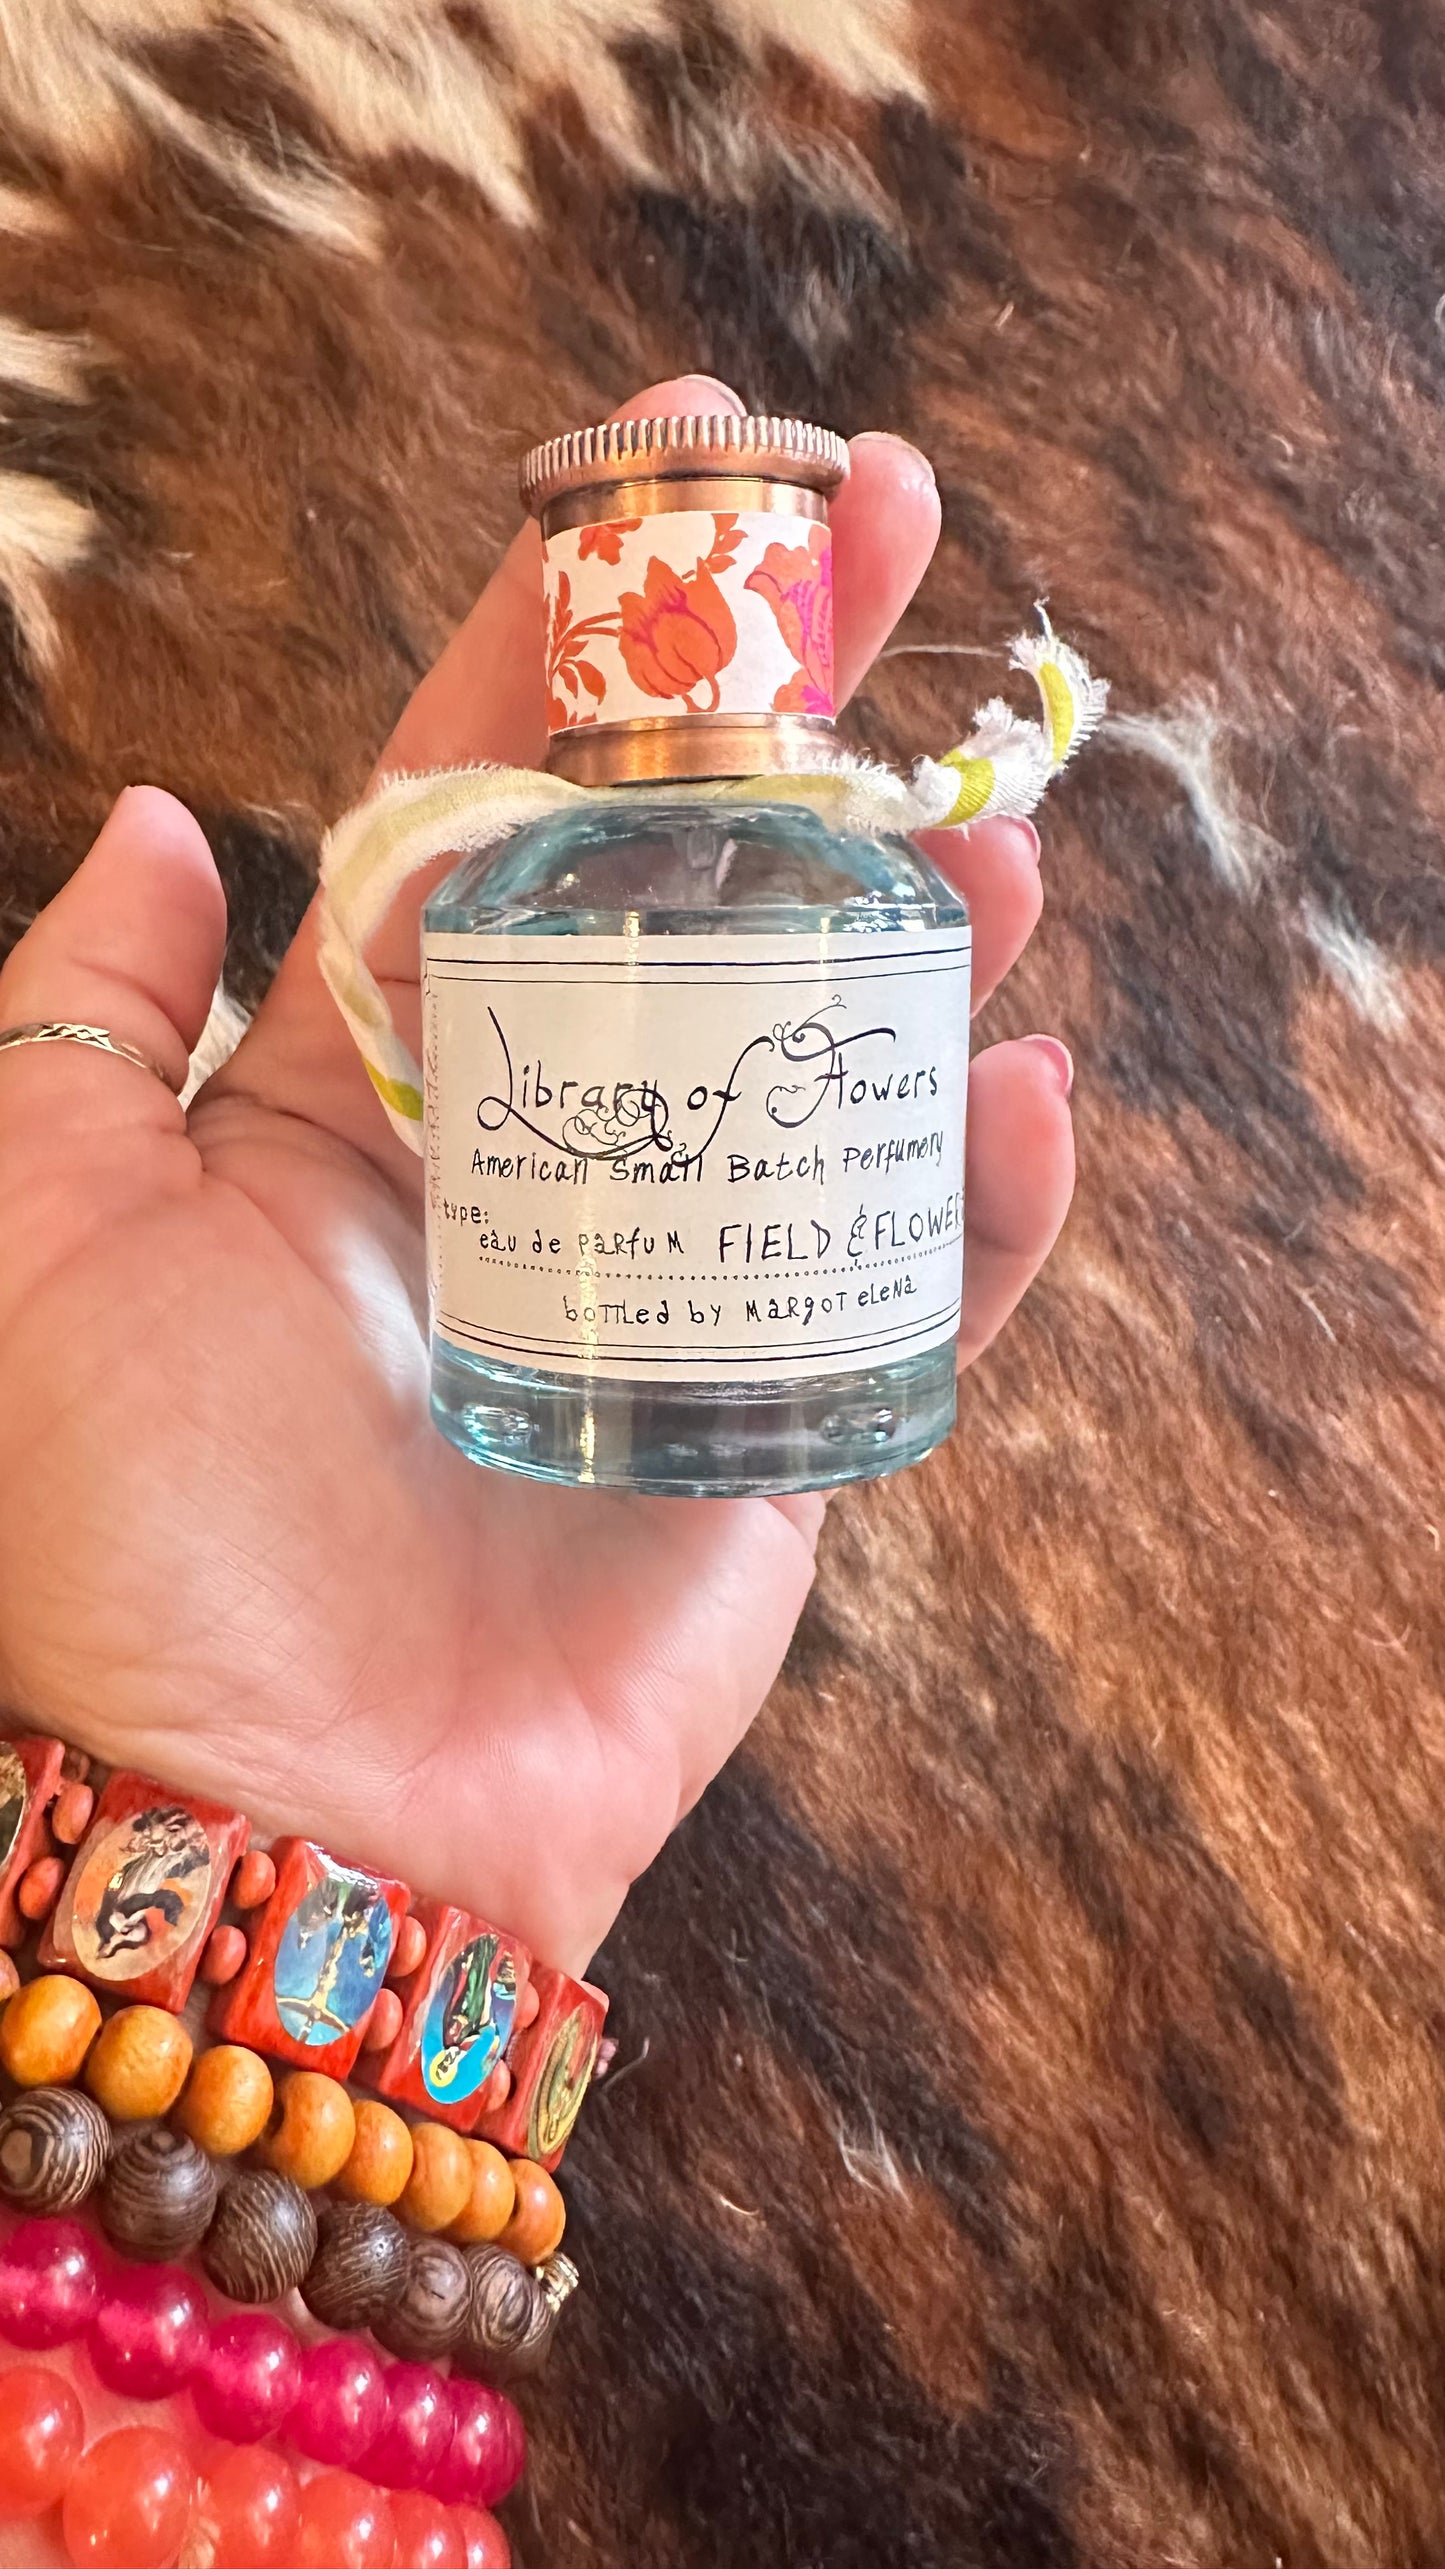 Library of Flowers
American Small Batch Perfumery
type:
eau de parfum FIELD & FLOWERS
bottled by Margot Elena